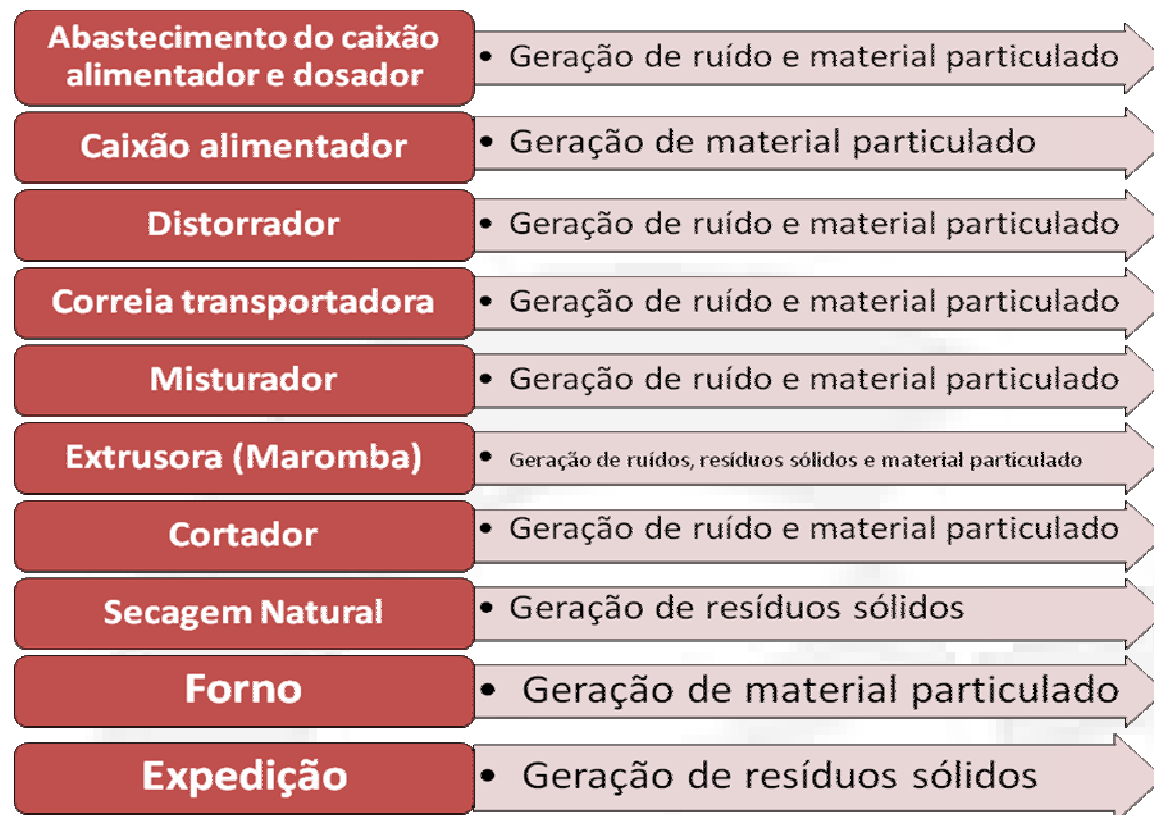 Abastecimento do caixão
alimentador e dosador
• Geração de ruído e material particulado
Caixão alimentador
• Geração de material particulado
Distorrador
• Geração de ruído e material particulado
Correia transportadora
• Geração de ruído e material particulado
Misturador
• Geração de ruído e material particulado
Extrusora (Maromba)
• Geração de ruídos, resíduos sólidos e material particulado
Cortador
• Geração de ruído e material particulado
Secagem Natural
• Geração de resíduos sólidos
Forno
• Geração de material particulado
Expedição
• Geração de resíduos sólidos